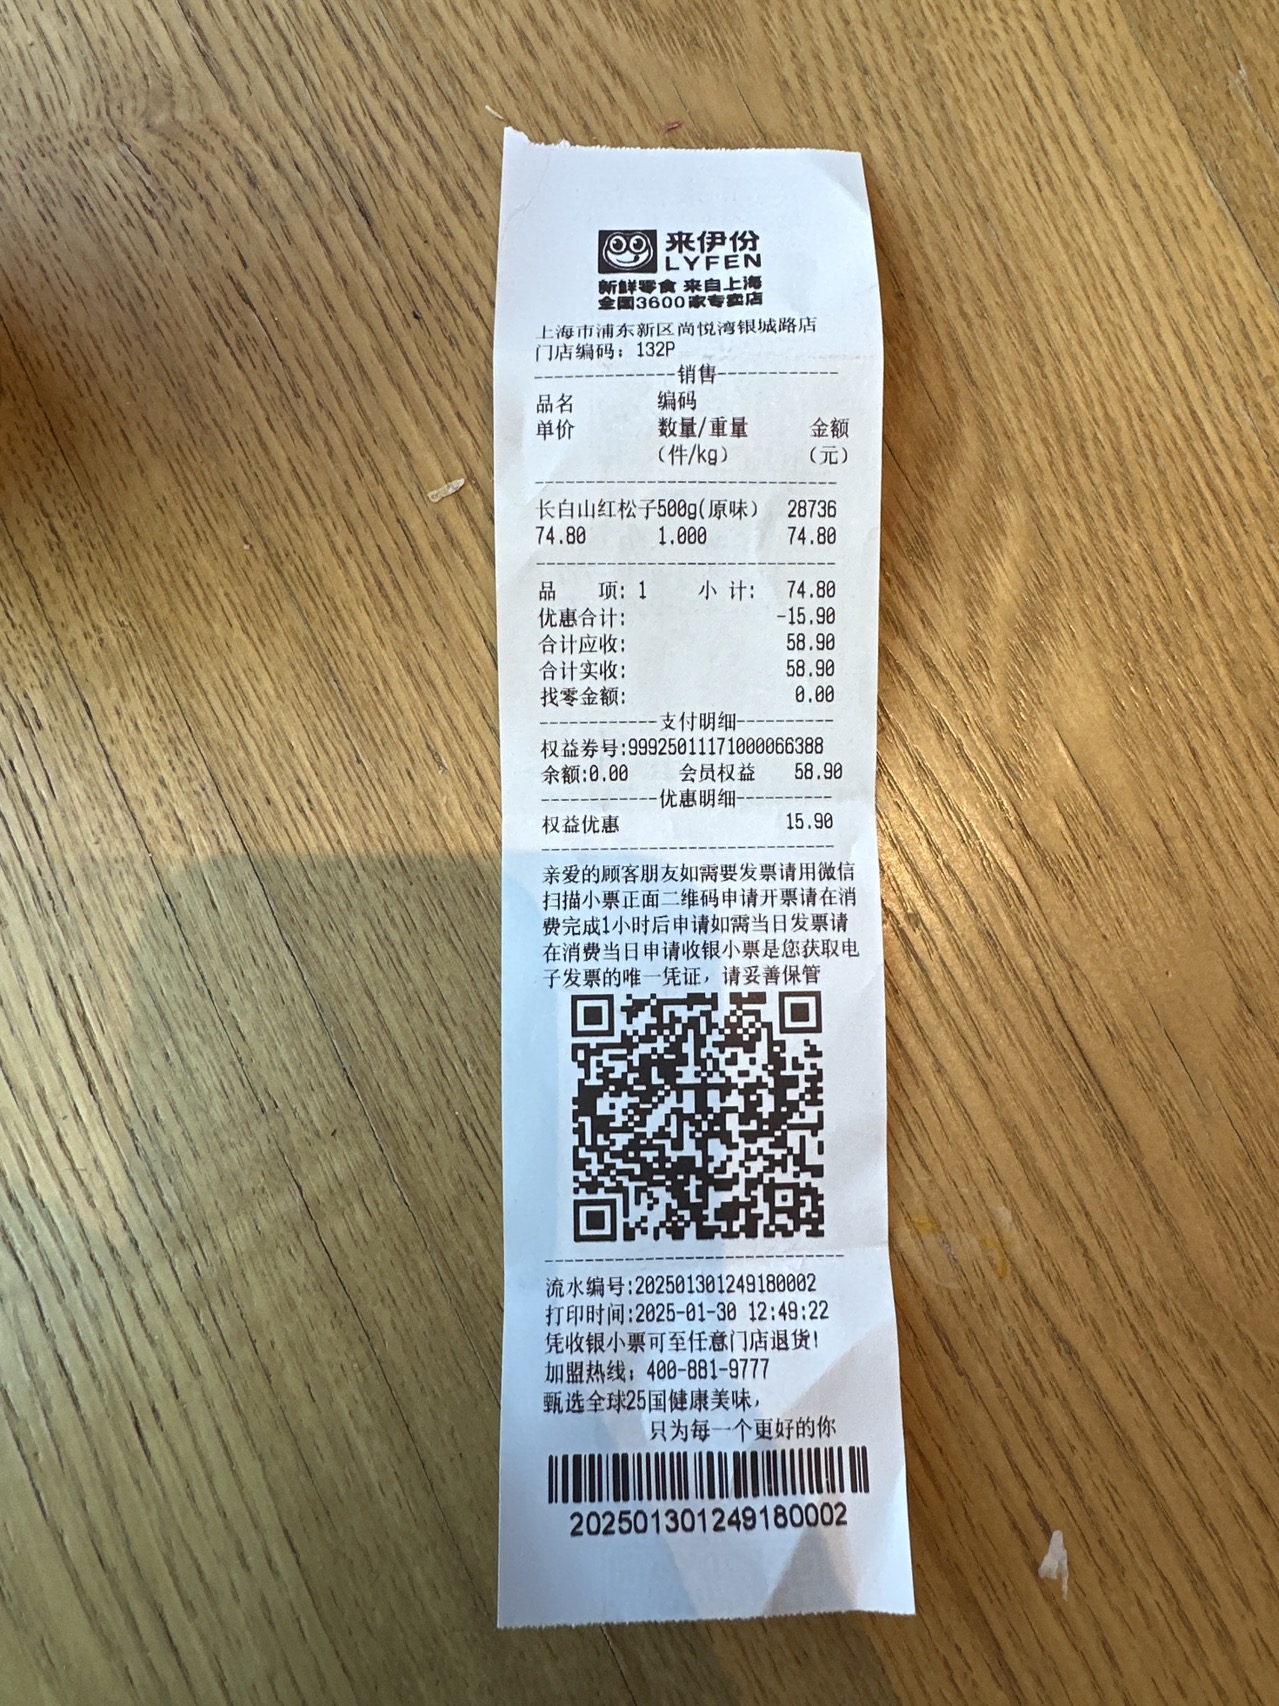 来伊份
LYFEN
新鲜零食 来自上海
全国3600家专卖店
上海市浦东新区尚悦湾银城路店
门店编码：132P
--------------销售------------
品名 编码
单价 数量/重量 金额
（件/kg） （元）
------------------------------
长白山红松子500g(原味） 28736
74.80 1.000 74.80
------------------------------
品 项: 1 小 计: 74.80
优惠合计: -15.90
合计应收: 58.90
合计实收: 58.90
找零金额: 0.00
------------支付明细----------
权益券号:99925011171000066388
余额:0.00 会员权益 58.90
------------优惠明细----------
权益优惠 15.90
------------------------------
亲爱的顾客朋友如需要发票请用微信
扫描小票正面二维码申请开票请在消
费完成1小时后申请如需当日发票请
在消费当日申请收银小票是您获取电
子发票的唯一凭证，请妥善保管
------------------------------
流水编号:202501301249180002
打印时间:2025-01-30 12:49:22
凭收银小票可至任意门店退货!
加盟热线：400-881-9777
甄选全球25国健康美味，
只为每一个更好的你
202501301249180002